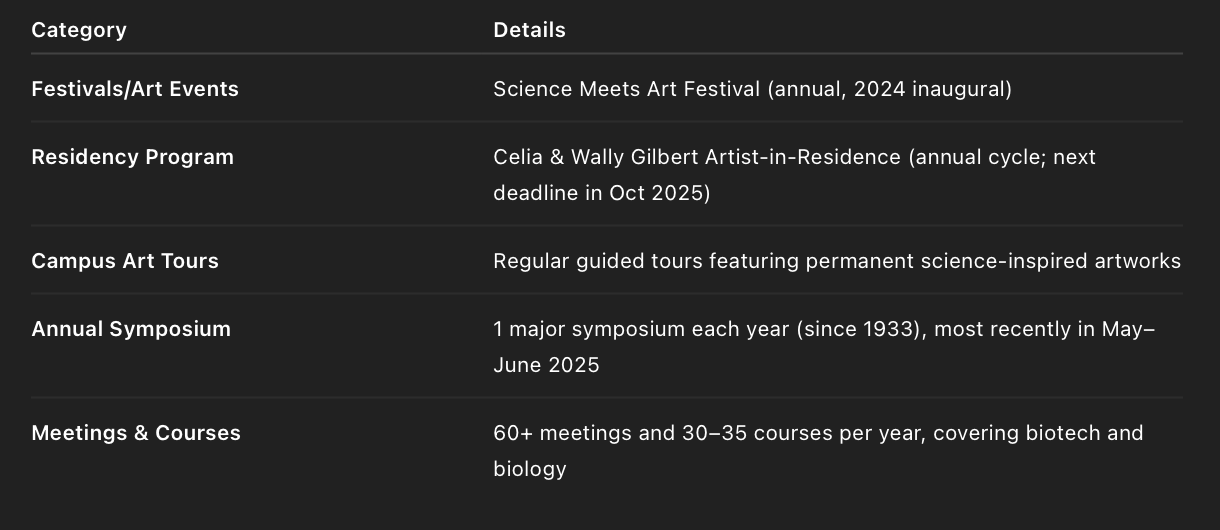 Category Details
Festivals/Art Events Science Meets Art Festival (annual, 2024 inaugural)
Residency Program Celia & Wally Gilbert Artist-in-Residence (annual cycle; next
deadline in Oct 2025)
Campus Art Tours Regular guided tours featuring permanent science-inspired artworks
Annual Symposium 1 major symposium each year (since 1933), most recently in May–
June 2025
Meetings & Courses 60+ meetings and 30–35 courses per year, covering biotech and
biology